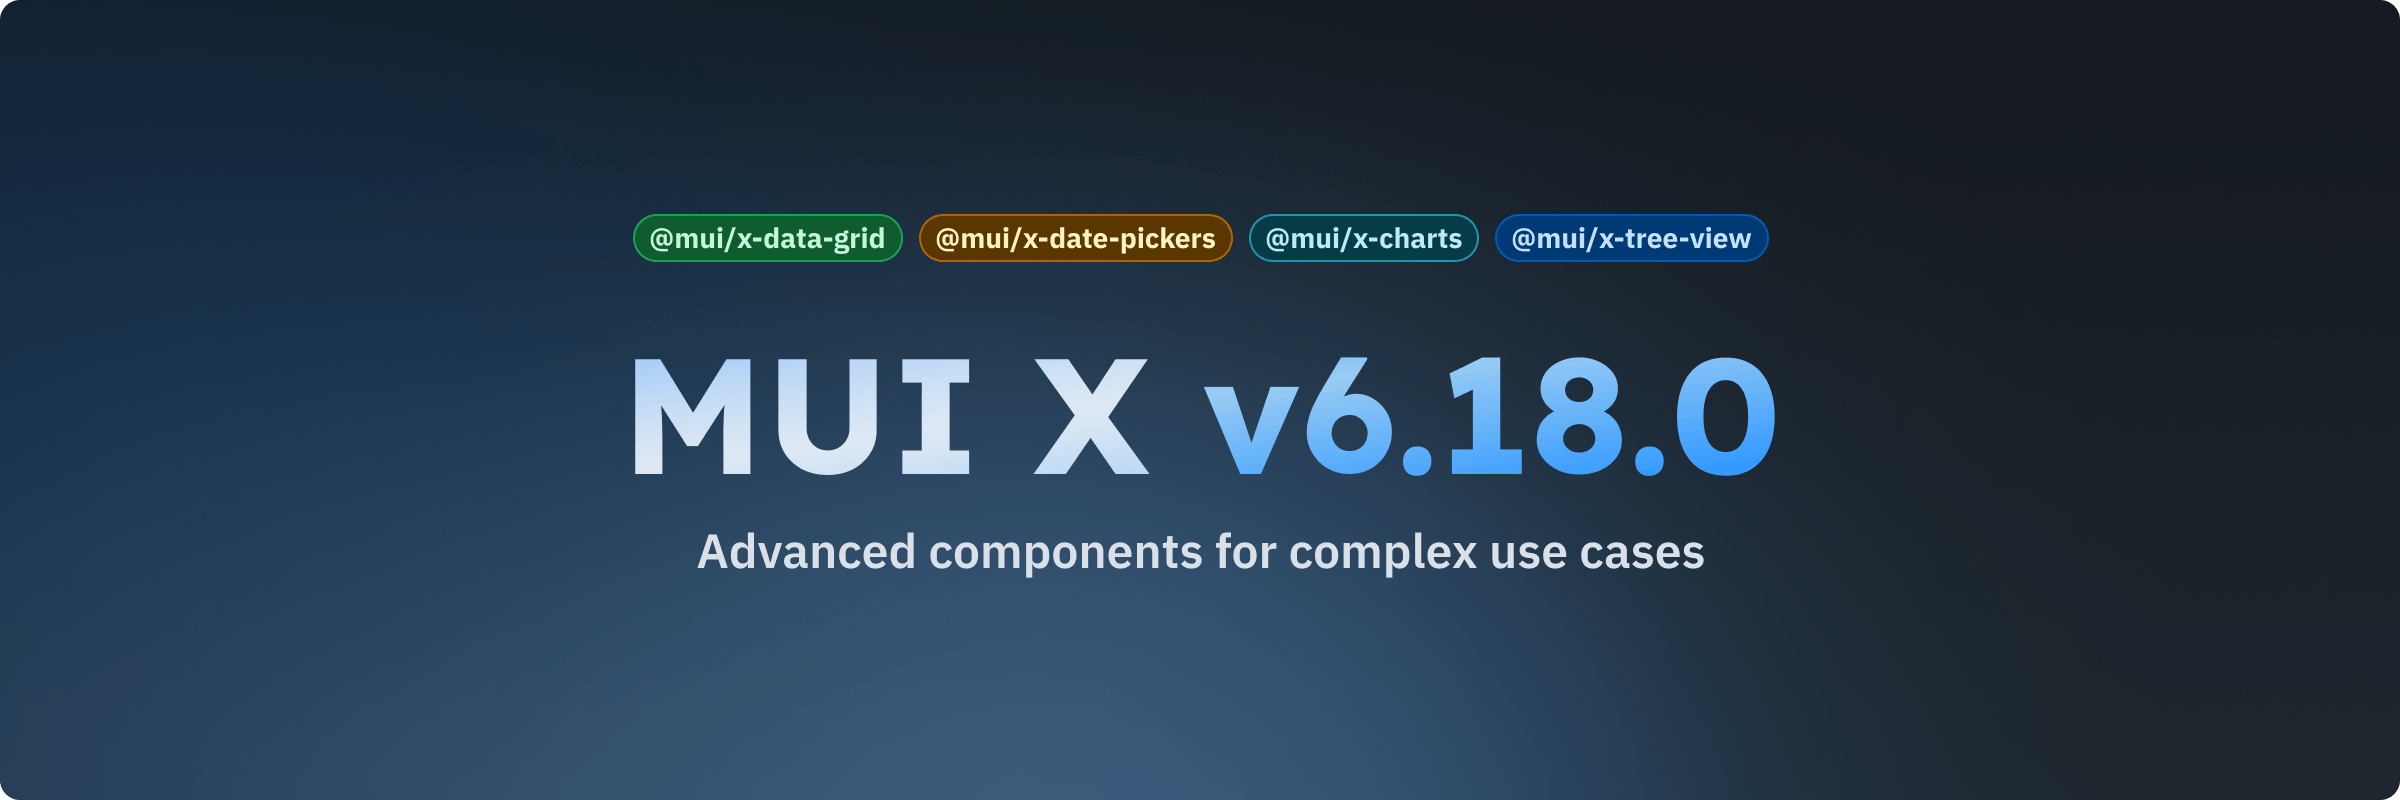 @mui/x-data-grid @mui/x-date-pickers @mui/x-charts @mui/x-tree-view
MUI X v6.18.0
Advanced components for complex use cases